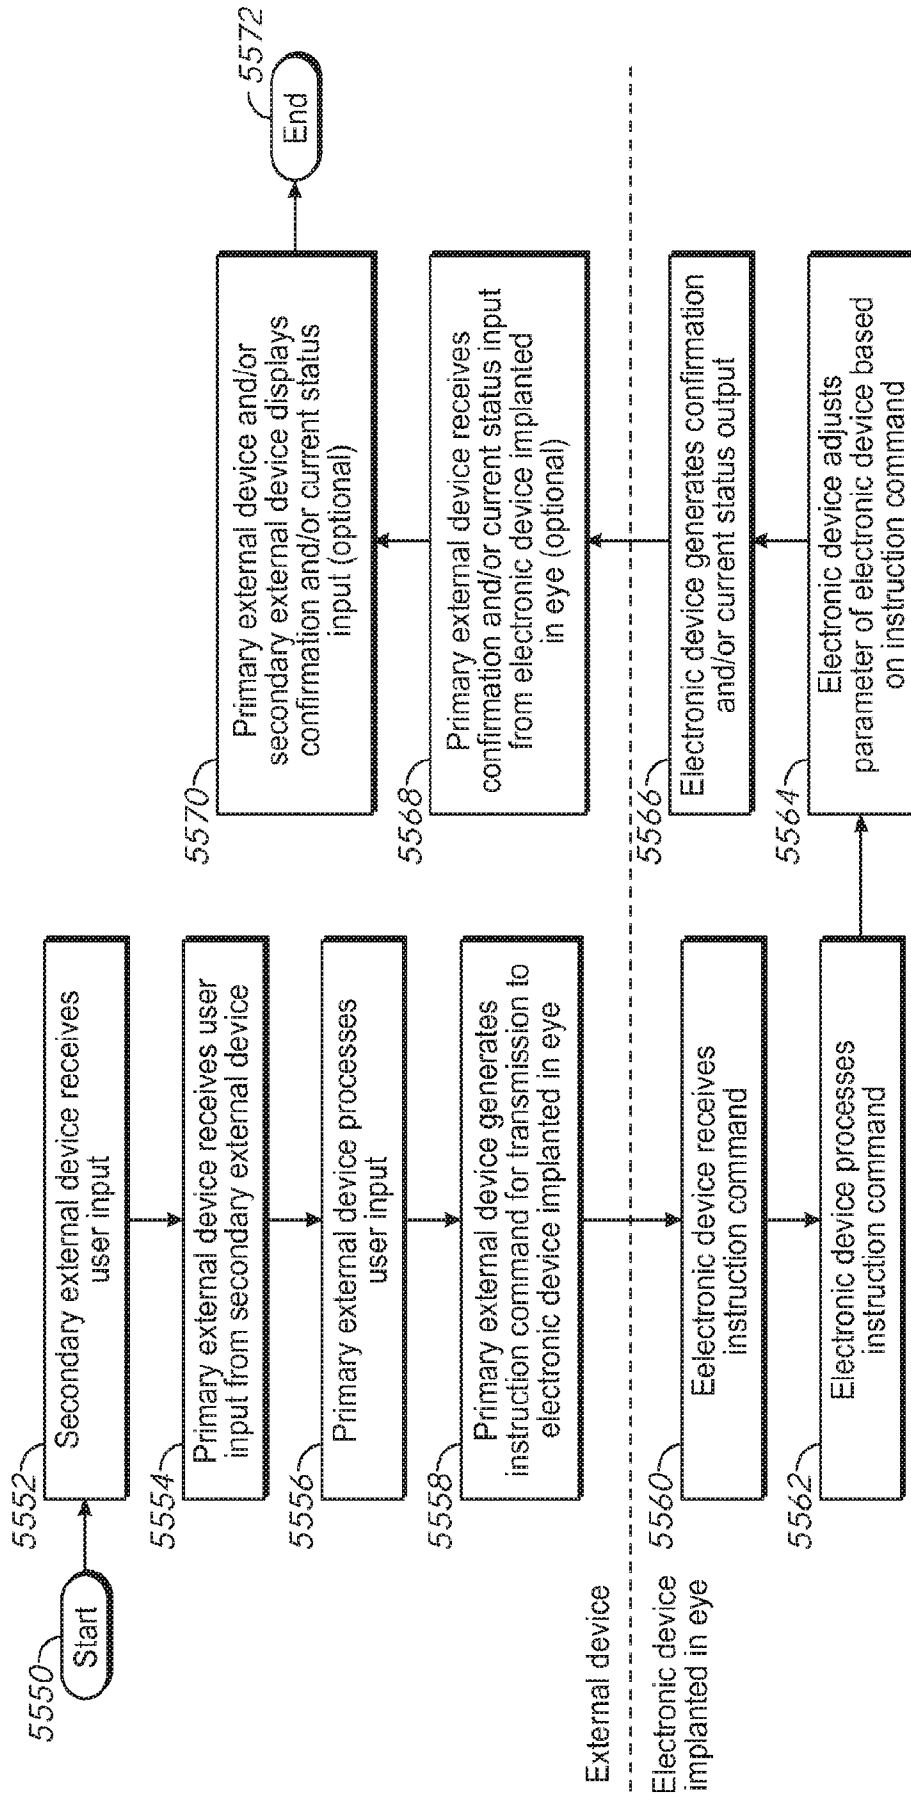 5550
Start
5552
Secondary external device receives
user input
5554
Primary external device receives user
input from secondary external device
5556
Primary external device processes
user input
5558
Primary external device generates
instruction command for transmission to
electronic device implanted in eye
External device
Electronic device
implanted in eye
5560
Eelectronic device receives
instruction command
5562
Electronic device processes
instruction command
5564
Electronic device adjusts
parameter of electronic device based
on instruction command
5566
Electronic device generates confirmation
and/or current status output
5568
Primary external device receives
confirmation and/or current status input
from electronic device implanted
in eye (optional)
5570
Primary external device and/or
secondary external device displays
confirmation and/or current status
input (optional)
5572
End